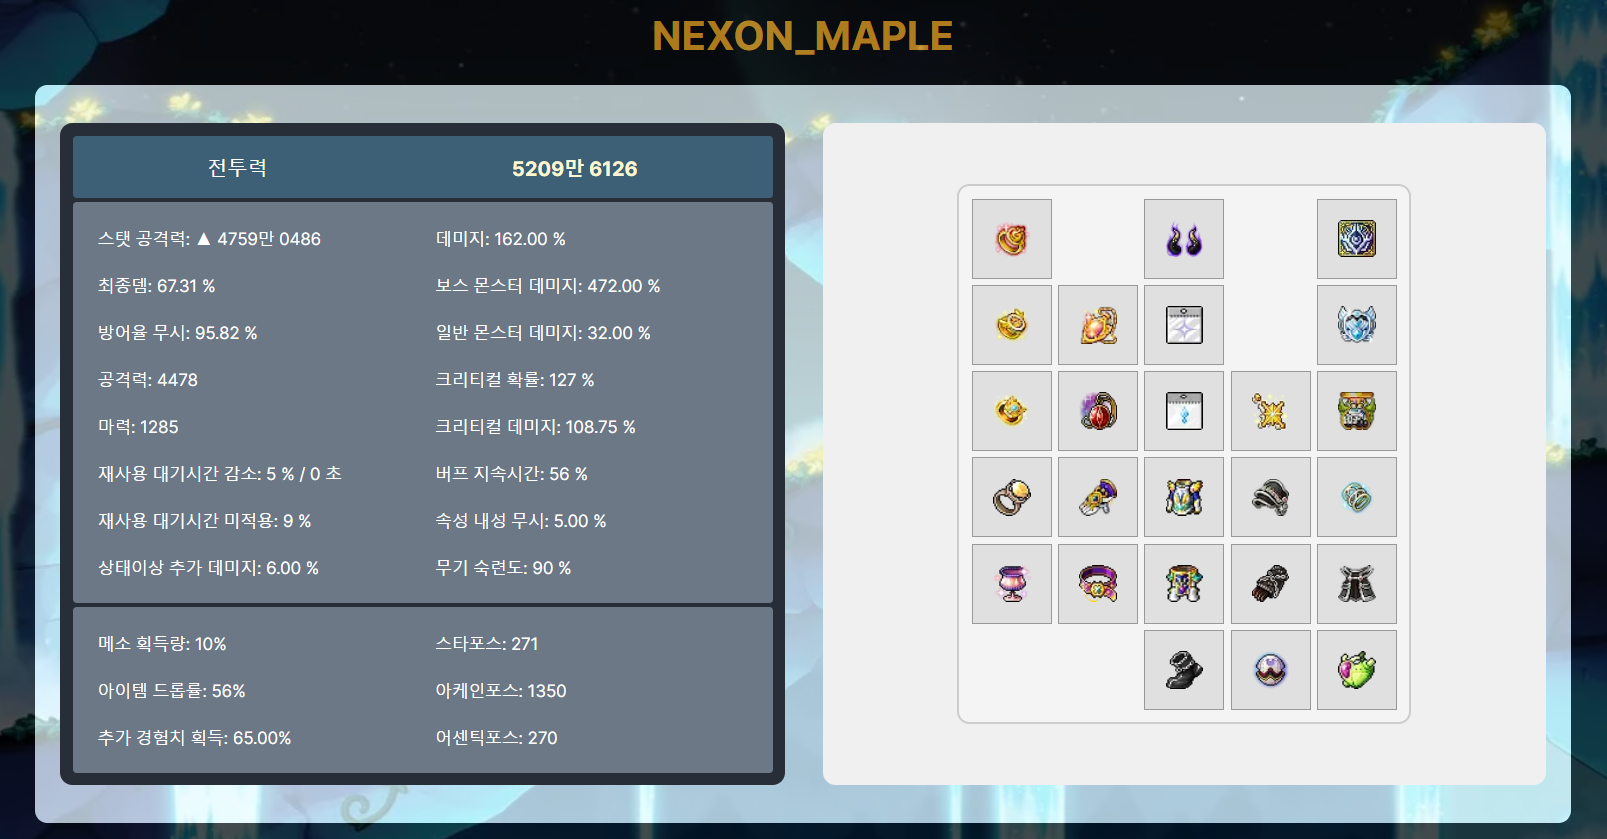 NEXON_MAPLE
전투력 5209만 6126
스탯 공격력: ▲ 4759만 0486 데미지: 162.00 %
최종뎀: 67.31 % 보스 몬스터 데미지: 472.00 %
방어율 무시: 95.82 % 일반 몬스터 데미지: 32.00 %
공격력: 4478 크리티컬 확률: 127 %
마력: 1285 크리티컬 데미지: 108.75 %
재사용 대기시간 감소: 5 % / 0 초 버프 지속시간: 56 %
재사용 대기시간 미적용: 9 % 속성 내성 무시: 5.00 %
상태이상 추가 데미지: 6.00 % 무기 숙련도: 90 %
메소 획득량: 10% 스타포스: 271
아이템 드롭률: 56% 아케인포스: 1350
추가 경험치 획득: 65.00% 어센틱포스: 270